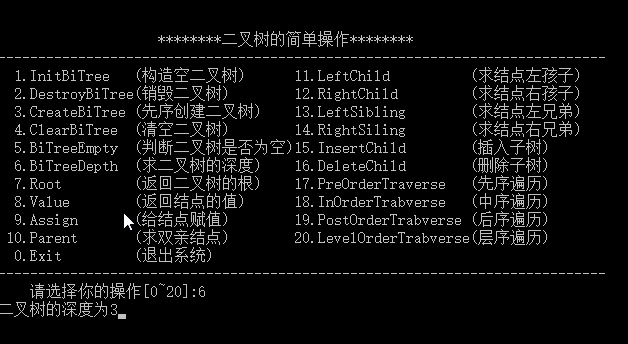 ********二叉树的简单操作********
1.InitBiTree (构造空二叉树) 11.LeftChild (求结点左孩子)
2.DestroyBiTree(销毁二叉树) 12.RightChild (求结点右孩子)
3.CreateBiTree (先序创建二叉树) 13.LeftSibling (求结点左兄弟)
4.ClearBiTree (清空二叉树) 14.RightSiling (求结点右兄弟)
5.BiTreeEmpty (判断二叉树是否为空) 15.InsertChild (插入子树)
6.BiTreeDepth (求二叉树的深度) 16.DeleteChild (删除子树)
7.Root (返回二叉树的根) 17.PreOrderTraverse (先序遍历)
8.Value (返回结点的值) 18.InOrderTrabverse (中序遍历)
9.Assign (给结点赋值) 19.PostOrderTrabverse (后序遍历)
10.Parent (求双亲结点) 20.LevelOrderTrabverse(层序遍历)
0.Exit (退出系统)
请选择你的操作[0~20]:6
二叉树的深度为3